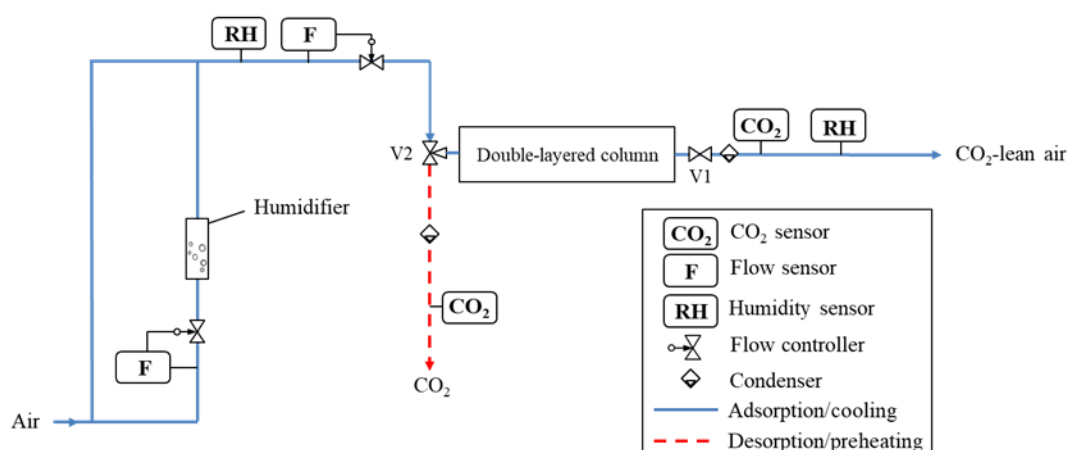 RH
F
CO₂
RH
V2
Double-layered column
V1
CO₂-lean air
Humidifier
F
CO₂
CO₂
Air
CO₂ CO₂ sensor
F Flow sensor
RH Humidity sensor
Flow controller
Condenser
Adsorption/cooling
Desorption/preheating